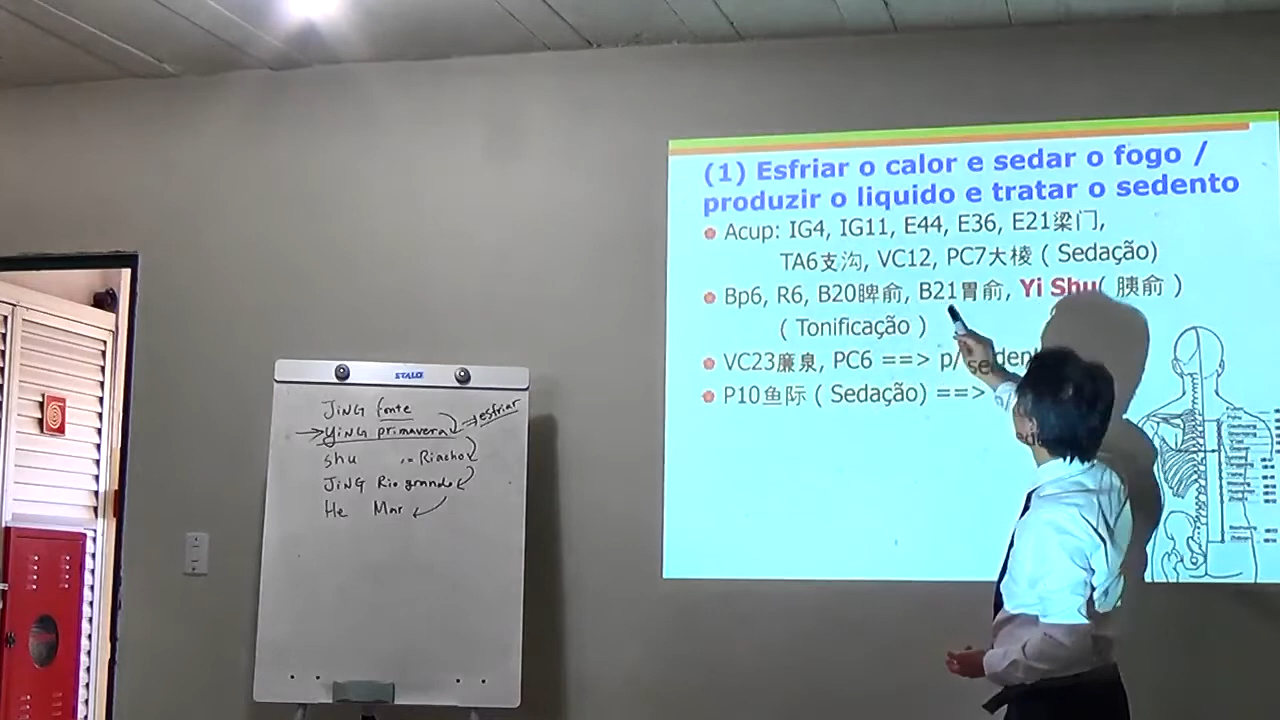 (1) Esfriar o calor e sedar o fogo /
produzir o liquido e tratar o sedento
Acup: IG4, IG11, E44, E36, E21梁门,
TA6支沟, VC12, PC7大棱 ( Sedação)
Bp6, R6, B20睥俞, B21胃俞, Yi Shu( 胰俞 )
( Tonificação )
VC23廉泉, PC6 ==> p/ sedent
P10鱼际 ( Sedação) ==>
STALO
JiNG fonte
→ YiNG primavera → esfriar
shu ,, Riacho
JiNG Rio grande
He Mar